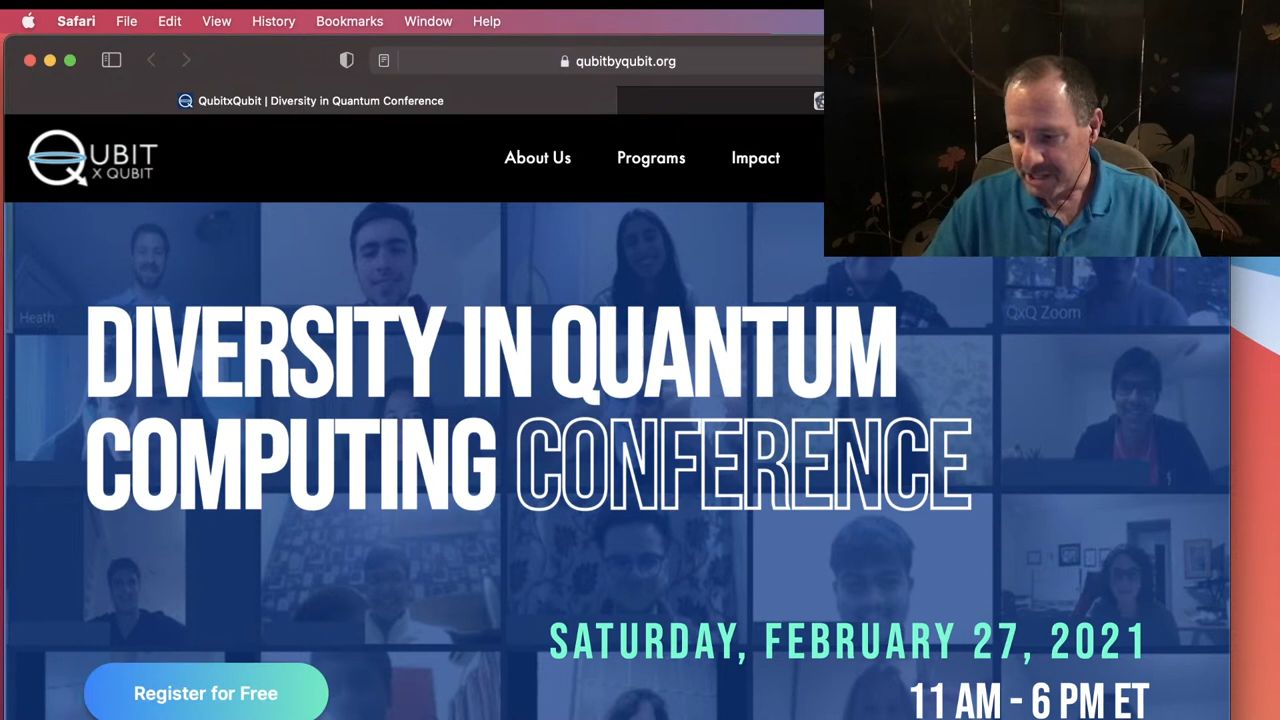 Safari File Edit View History Bookmarks Window Help
qubitbyqubit.org
QubitxQubit | Diversity in Quantum Conference
QUBIT
X QUBIT
About Us Programs Impact
Heath
QxQ Zoom
DIVERSITY IN QUANTUM
COMPUTING CONFERENCE
SATURDAY, FEBRUARY 27, 2021
11 AM - 6 PM ET
Register for Free